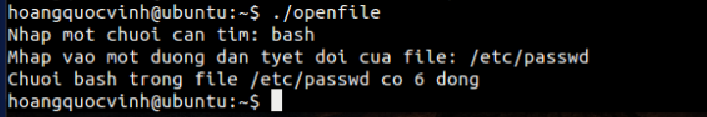 hoangquocvinh@ubuntu:~$ ./openfile
Nhap mot chuoi can tim: bash
Mhap vao mot duong dan tyet doi cua file: /etc/passwd
Chuoi bash trong file /etc/passwd co 6 dong
hoangquocvinh@ubuntu:~$